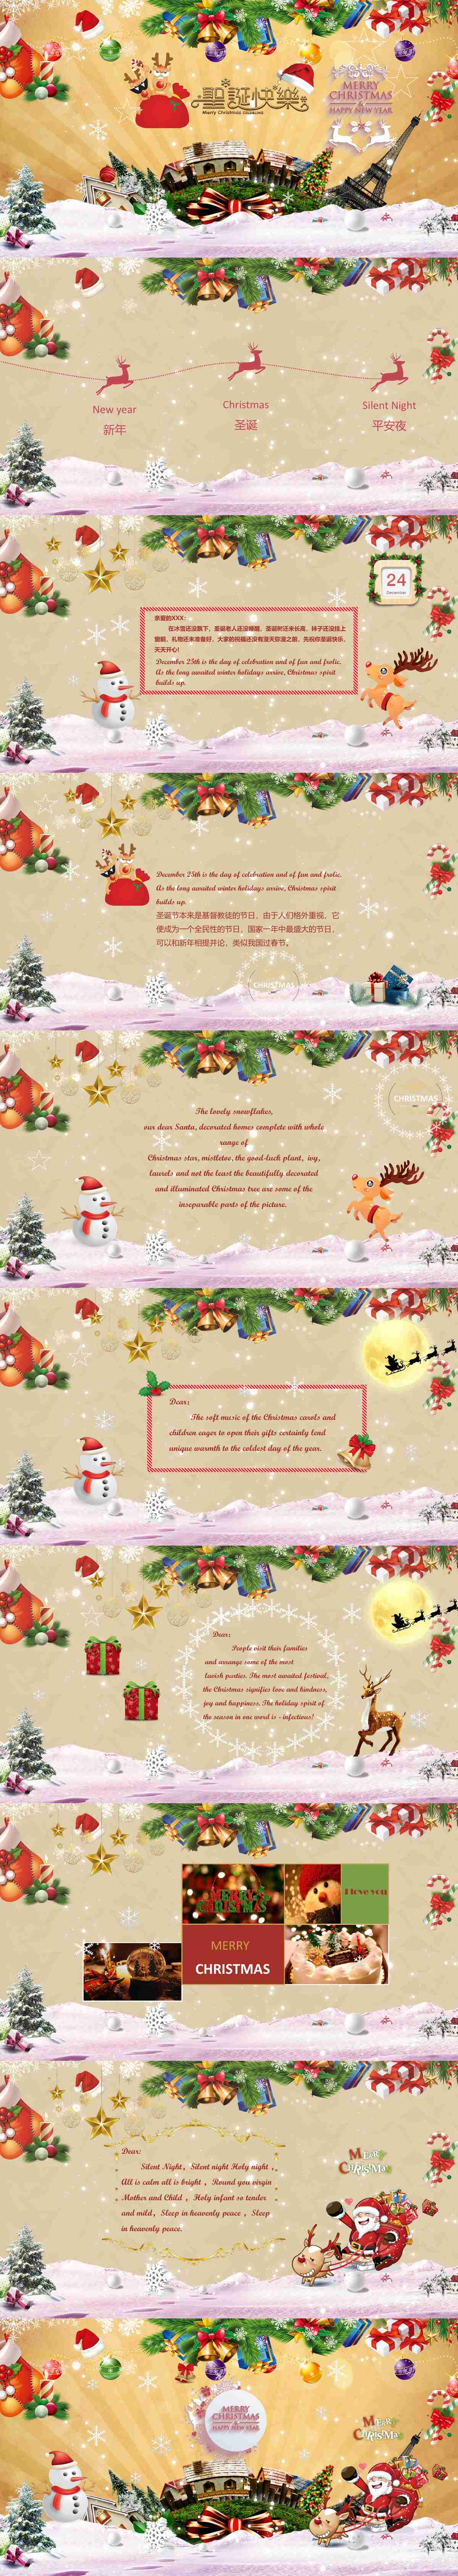 聖誕快樂
Merry Christmas
MERRY
CHRISTMAS
&
HAPPY NEW YEAR
New year
新年
Christmas
圣诞
Silent Night
平安夜
24
December
亲爱的XXX：
在冰雪还没飘下，圣诞老人还没睡醒，圣诞树还未长高，袜子还没挂上
窗前，礼物还未准备好，大家的祝福还没有漫天弥漫之前，先祝你圣诞快乐，
天天开心！
December 25th is the day of celebration and of fun and frolic.
As the long awaited winter holidays arrive, Christmas spirit
builds up.
December 25th is the day of celebration and of fun and frolic.
As the long awaited winter holidays arrive, Christmas spirit
builds up.
圣诞节本来是基督教徒的节日，由于人们格外重视，它
便成为一个全民性的节日，国家一年中最盛大的节日，
可以和新年相提并论，类似我国过春节。
CHRISTMAS
The lovely snowflakes,
our dear Santa, decorated homes complete with whole
range of
Christmas star, mistletoe, the good-luck plant, ivy,
laurels and not the least the beautifully decorated
and illuminated Christmas tree are some of the
inseparable parts of the picture.
CHRISTMAS
Dear:
The soft music of the Christmas carols and
children eager to open their gifts certainly lend
unique warmth to the coldest day of the year.
Dear:
People visit their families
and arrange some of the most
lavish parties. The most awaited festival,
the Christmas signifies love and kindness,
joy and happiness. The holiday spirit of
the season in one word is - infectious!
MERRY
CHRISTMAS
I love you
MERRY
CHRISTMAS
Dear:
Silent Night, Silent night Holy night ,
All is calm all is bright , Round you virgin
Mother and Child , Holy infant so tender
and mild, Sleep in heavenly peace , Sleep
in heavenly peace.
MERRY
CHRISTMAS
MERRY
CHRISTMAS
&
HAPPY NEW YEAR
MERRY
CHRISTMAS